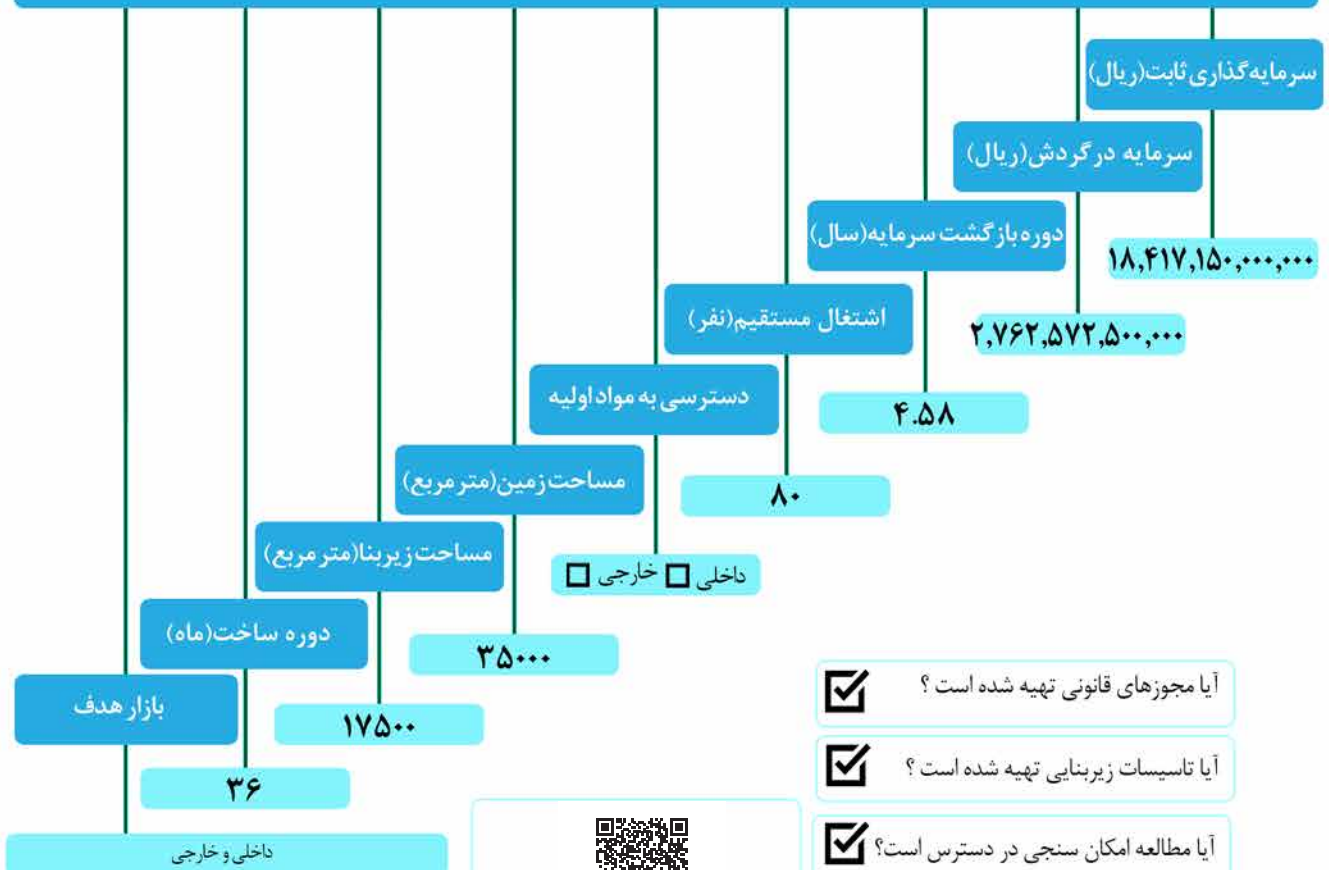 سرمایه‌گذاری ثابت(ریال)
۱۸,۴۱۷,۱۵۰,۰۰۰,۰۰۰
سرمایه در گردش(ریال)
۲,۷۶۲,۵۷۲,۵۰۰,۰۰۰
دوره بازگشت سرمایه(سال)
۴.۵۸
اشتغال مستقیم(نفر)
۸۰
دسترسی به مواد اولیه
داخلی خارجی
مساحت زمین(متر مربع)
۳۵۰۰۰
مساحت زیربنا(متر مربع)
۱۷۵۰۰
دوره ساخت(ماه)
۳۶
بازار هدف
داخلی و خارجی
آیا مجوزهای قانونی تهیه شده است ؟
آیا تاسیسات زیربنایی تهیه شده است ؟
آیا مطالعه امکان سنجی در دسترس است؟